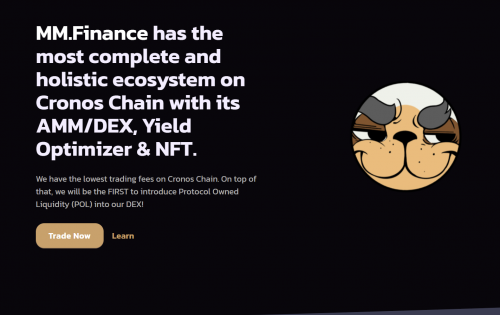 MM.Finance has the
most complete and
holistic ecosystem on
Cronos Chain with its
AMM/DEX, Yield
Optimizer & NFT.
We have the lowest trading fees on Cronos Chain. On top of
that, we will be the FIRST to introduce Protocol Owned
Liquidity (POL) into our DEX!
Trade Now Learn